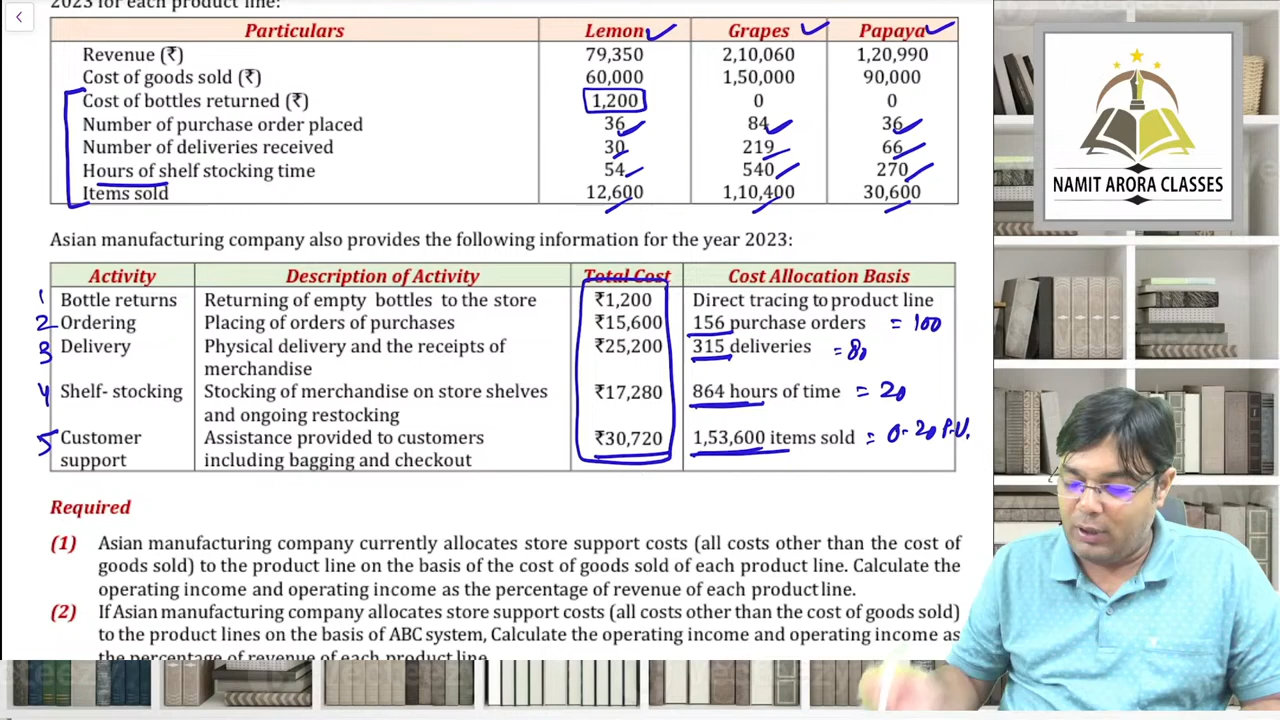 2023 for each product line:
Particulars Lemon Grapes Papaya
Revenue (₹) 79,350 2,10,060 1,20,990
Cost of goods sold (₹) 60,000 1,50,000 90,000
Cost of bottles returned (₹) 1,200 0 0
Number of purchase order placed 36 84 36
Number of deliveries received 30 219 66
Hours of shelf stocking time 54 540 270
Items sold 12,600 1,10,400 30,600
NAMIT ARORA CLASSES
Asian manufacturing company also provides the following information for the year 2023:
Activity Description of Activity Total Cost Cost Allocation Basis
1 Bottle returns Returning of empty bottles to the store ₹1,200 Direct tracing to product line
2 Ordering Placing of orders of purchases ₹15,600 156 purchase orders = 100
3 Delivery Physical delivery and the receipts of ₹25,200 315 deliveries = 80
merchandise
4 Shelf- stocking Stocking of merchandise on store shelves ₹17,280 864 hours of time = 20
and ongoing restocking
5 Customer Assistance provided to customers ₹30,720 1,53,600 items sold = 0.20 P.U.
support including bagging and checkout
Required
(1) Asian manufacturing company currently allocates store support costs (all costs other than the cost of
goods sold) to the product line on the basis of the cost of goods sold of each product line. Calculate the
operating income and operating income as the percentage of revenue of each product line.
(2) If Asian manufacturing company allocates store support costs (all costs other than the cost of goods sold)
to the product lines on the basis of ABC system, Calculate the operating income and operating income as
the percentage of revenue of each product line